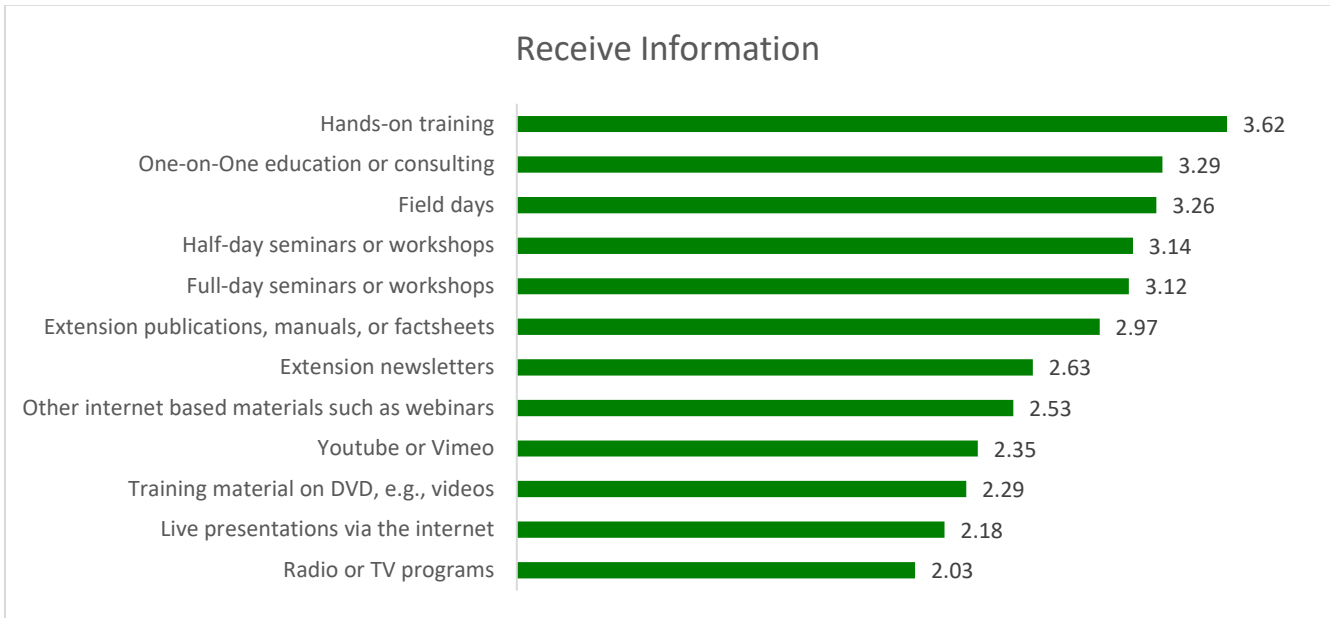 Receive Information
Hands-on training 3.62
One-on-One education or consulting 3.29
Field days 3.26
Half-day seminars or workshops 3.14
Full-day seminars or workshops 3.12
Extension publications, manuals, or factsheets 2.97
Extension newsletters 2.63
Other internet based materials such as webinars 2.53
Youtube or Vimeo 2.35
Training material on DVD, e.g., videos 2.29
Live presentations via the internet 2.18
Radio or TV programs 2.03